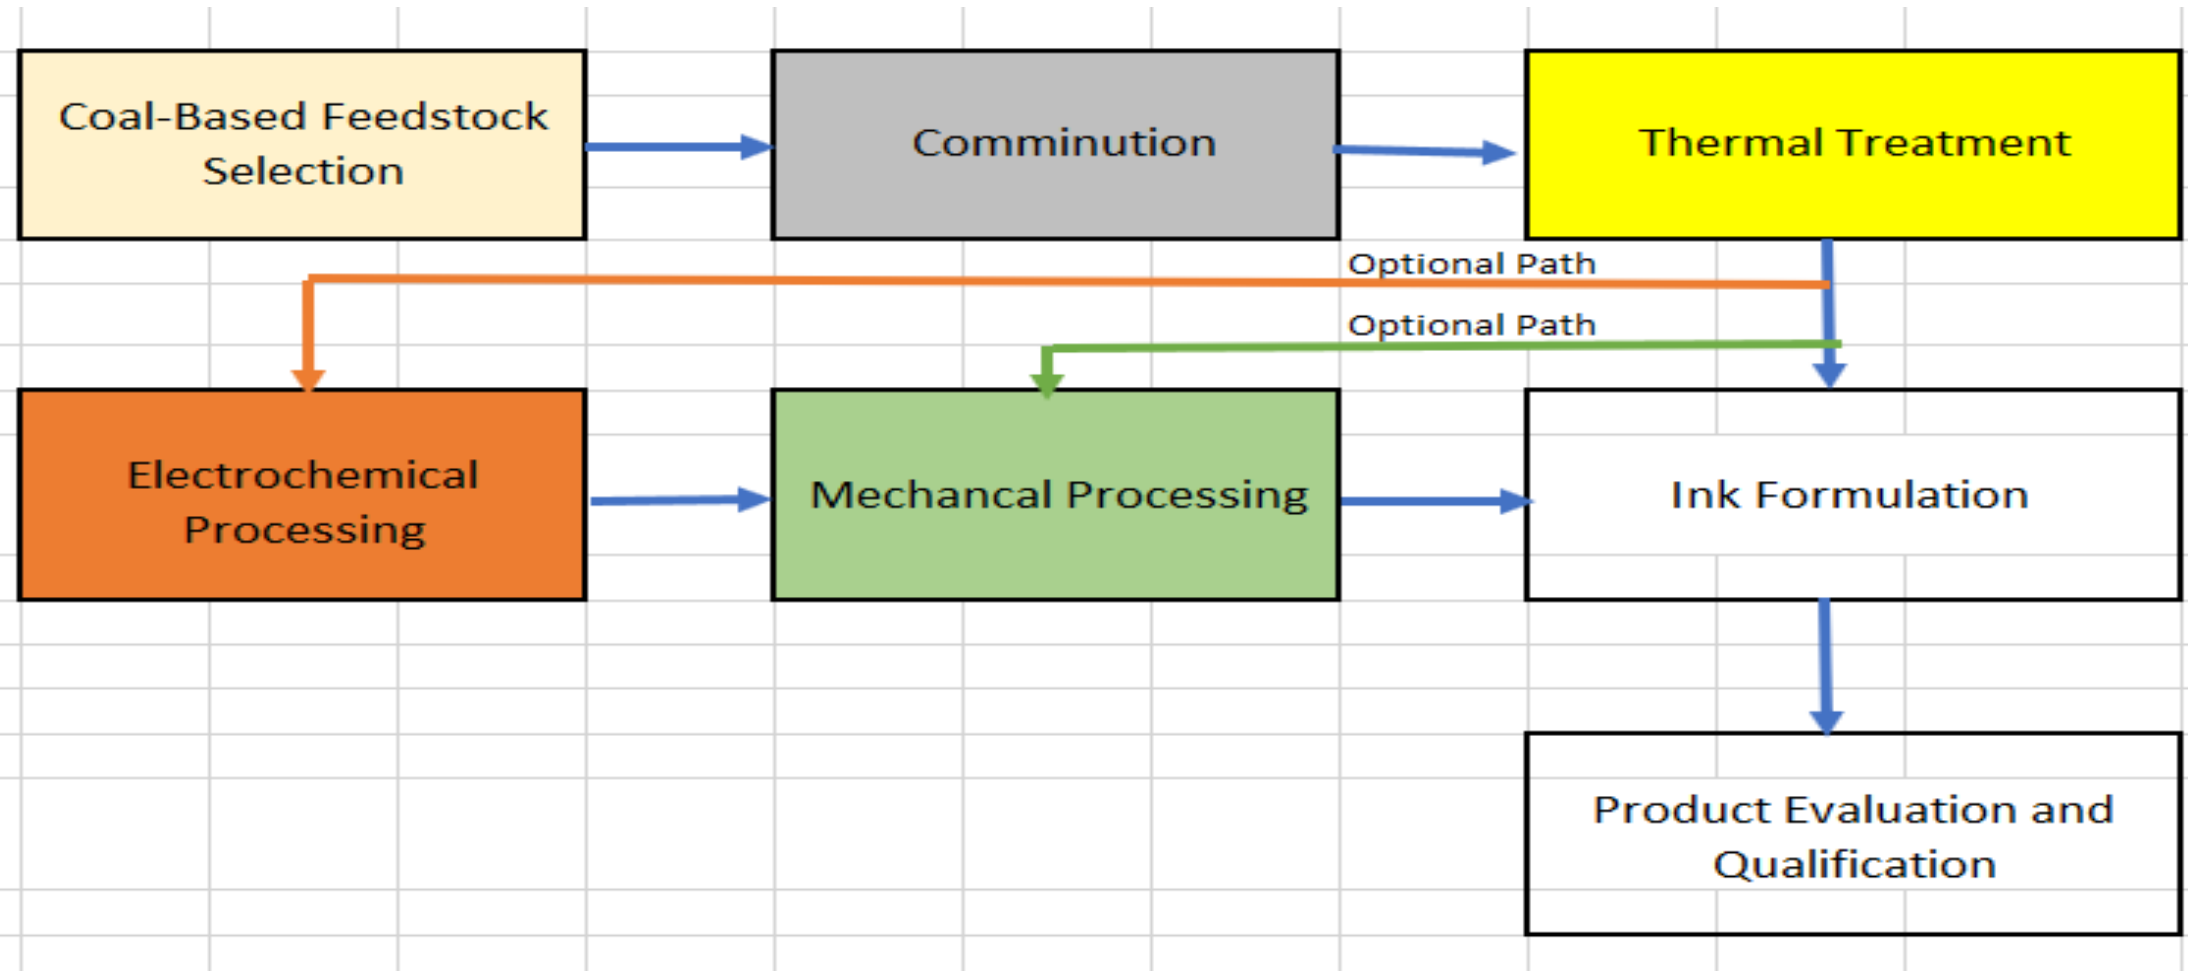 Coal-Based Feedstock
Selection
Comminution
Thermal Treatment
Optional Path
Optional Path
Electrochemical
Processing
Mechancal Processing
Ink Formulation
Product Evaluation and
Qualification